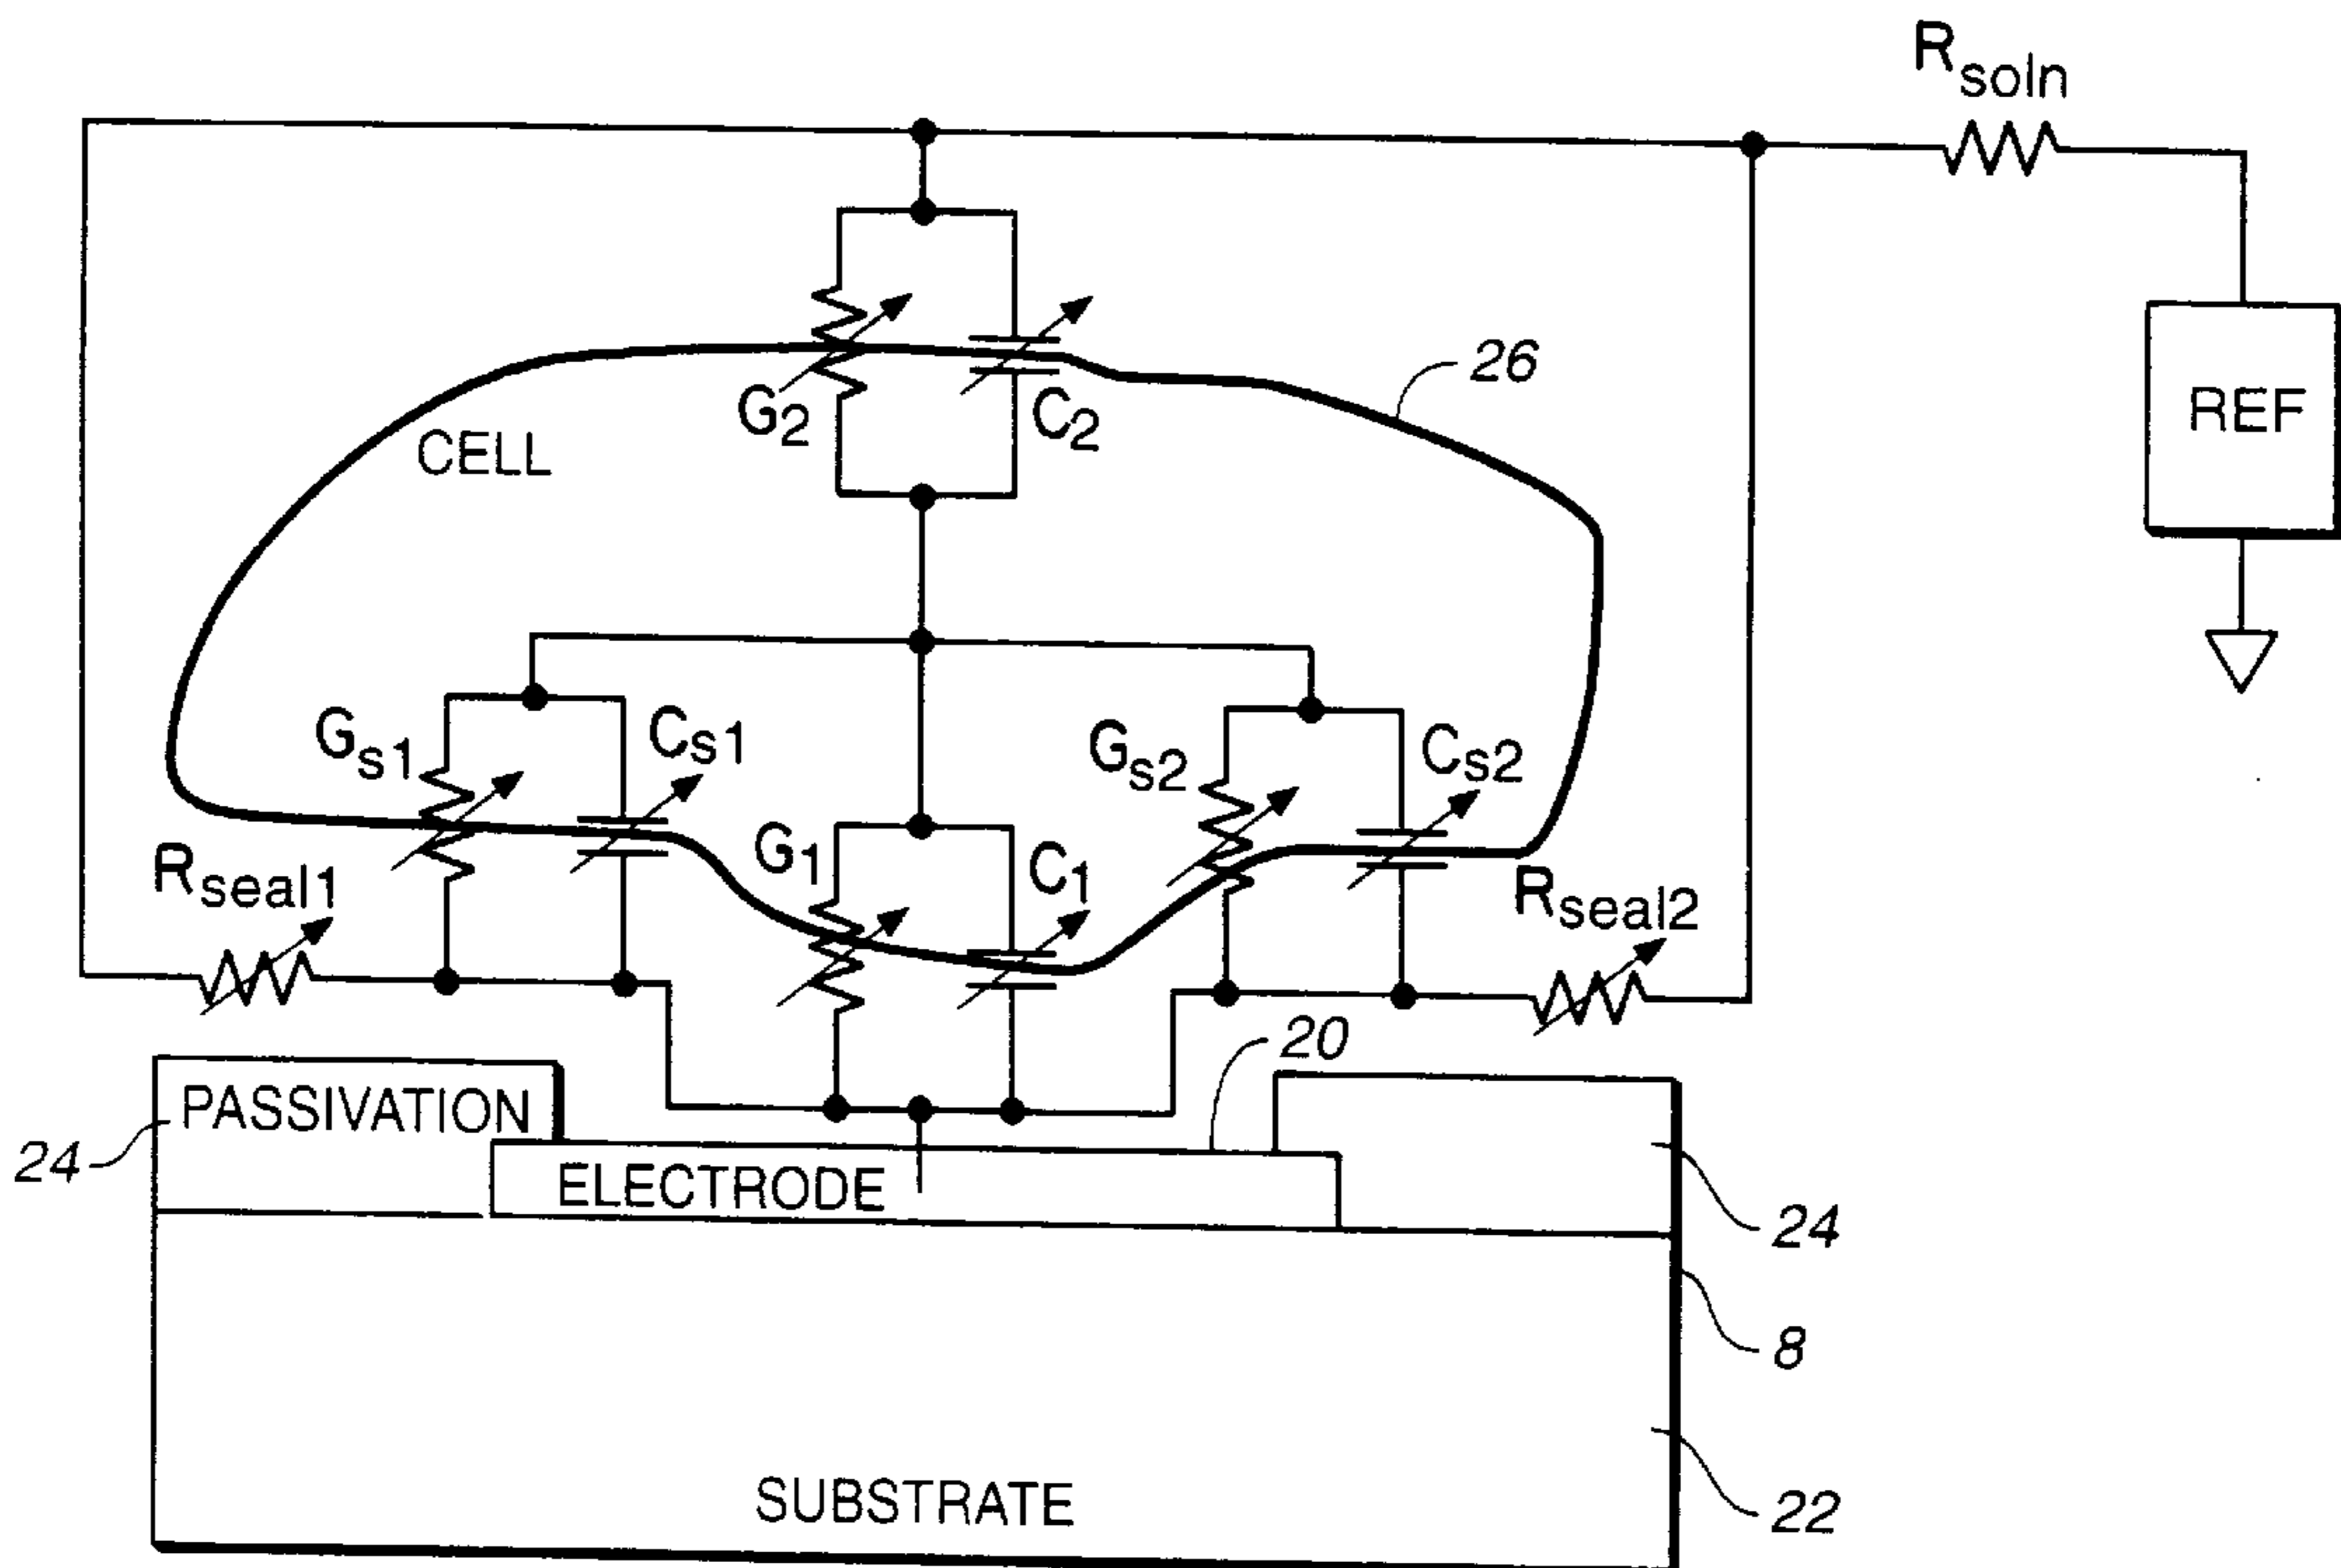 Rsoln
26
G2
C2
REF
CELL
Gs1
Cs1
Gs2
Cs2
G1
C1
Rseal1
Rseal2
20
PASSIVATION
24
ELECTRODE
24
8
SUBSTRATE
22